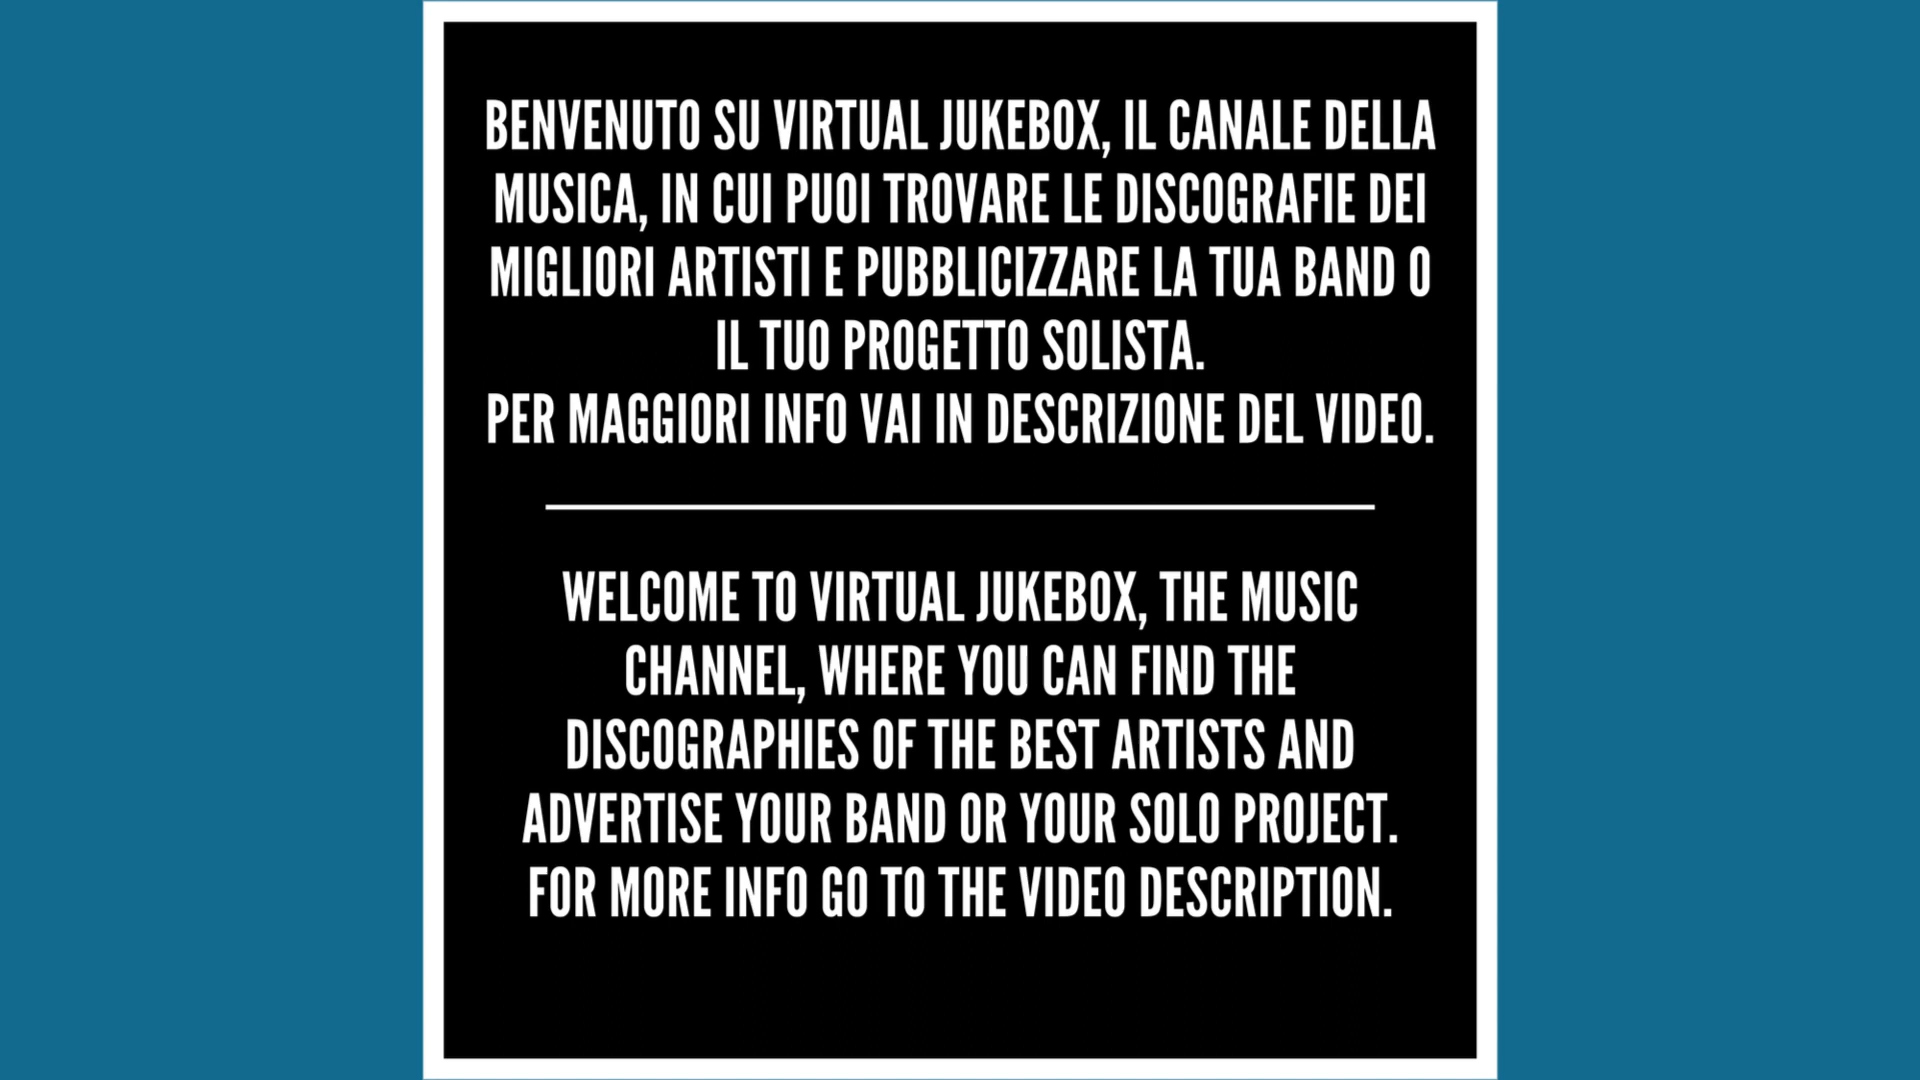 BENVENUTO SU VIRTUAL JUKEBOX, IL CANALE DELLA
MUSICA, IN CUI PUOI TROVARE LE DISCOGRAFIE DEI
MIGLIORI ARTISTI E PUBBLICIZZARE LA TUA BAND O
IL TUO PROGETTO SOLISTA.
PER MAGGIORI INFO VAI IN DESCRIZIONE DEL VIDEO.
WELCOME TO VIRTUAL JUKEBOX, THE MUSIC
CHANNEL, WHERE YOU CAN FIND THE
DISCOGRAPHIES OF THE BEST ARTISTS AND
ADVERTISE YOUR BAND OR YOUR SOLO PROJECT.
FOR MORE INFO GO TO THE VIDEO DESCRIPTION.